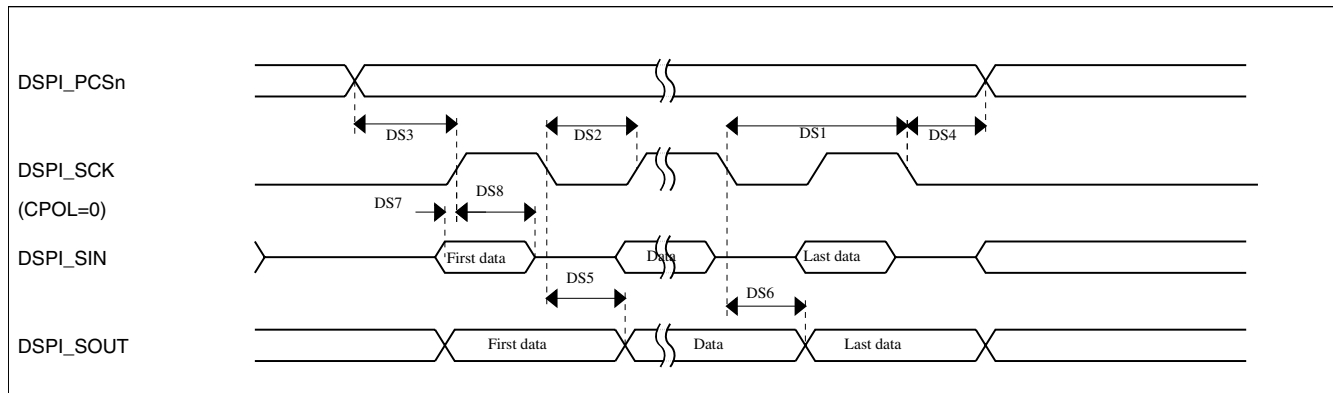 DSPI_PCSn
DS3
DS2
DS1
DS4
DSPI_SCK
DS7
DS8
(CPOL=0)
DSPI_SIN
First data
Data
Last data
DS5
DS6
DSPI_SOUT
First data
Data
Last data